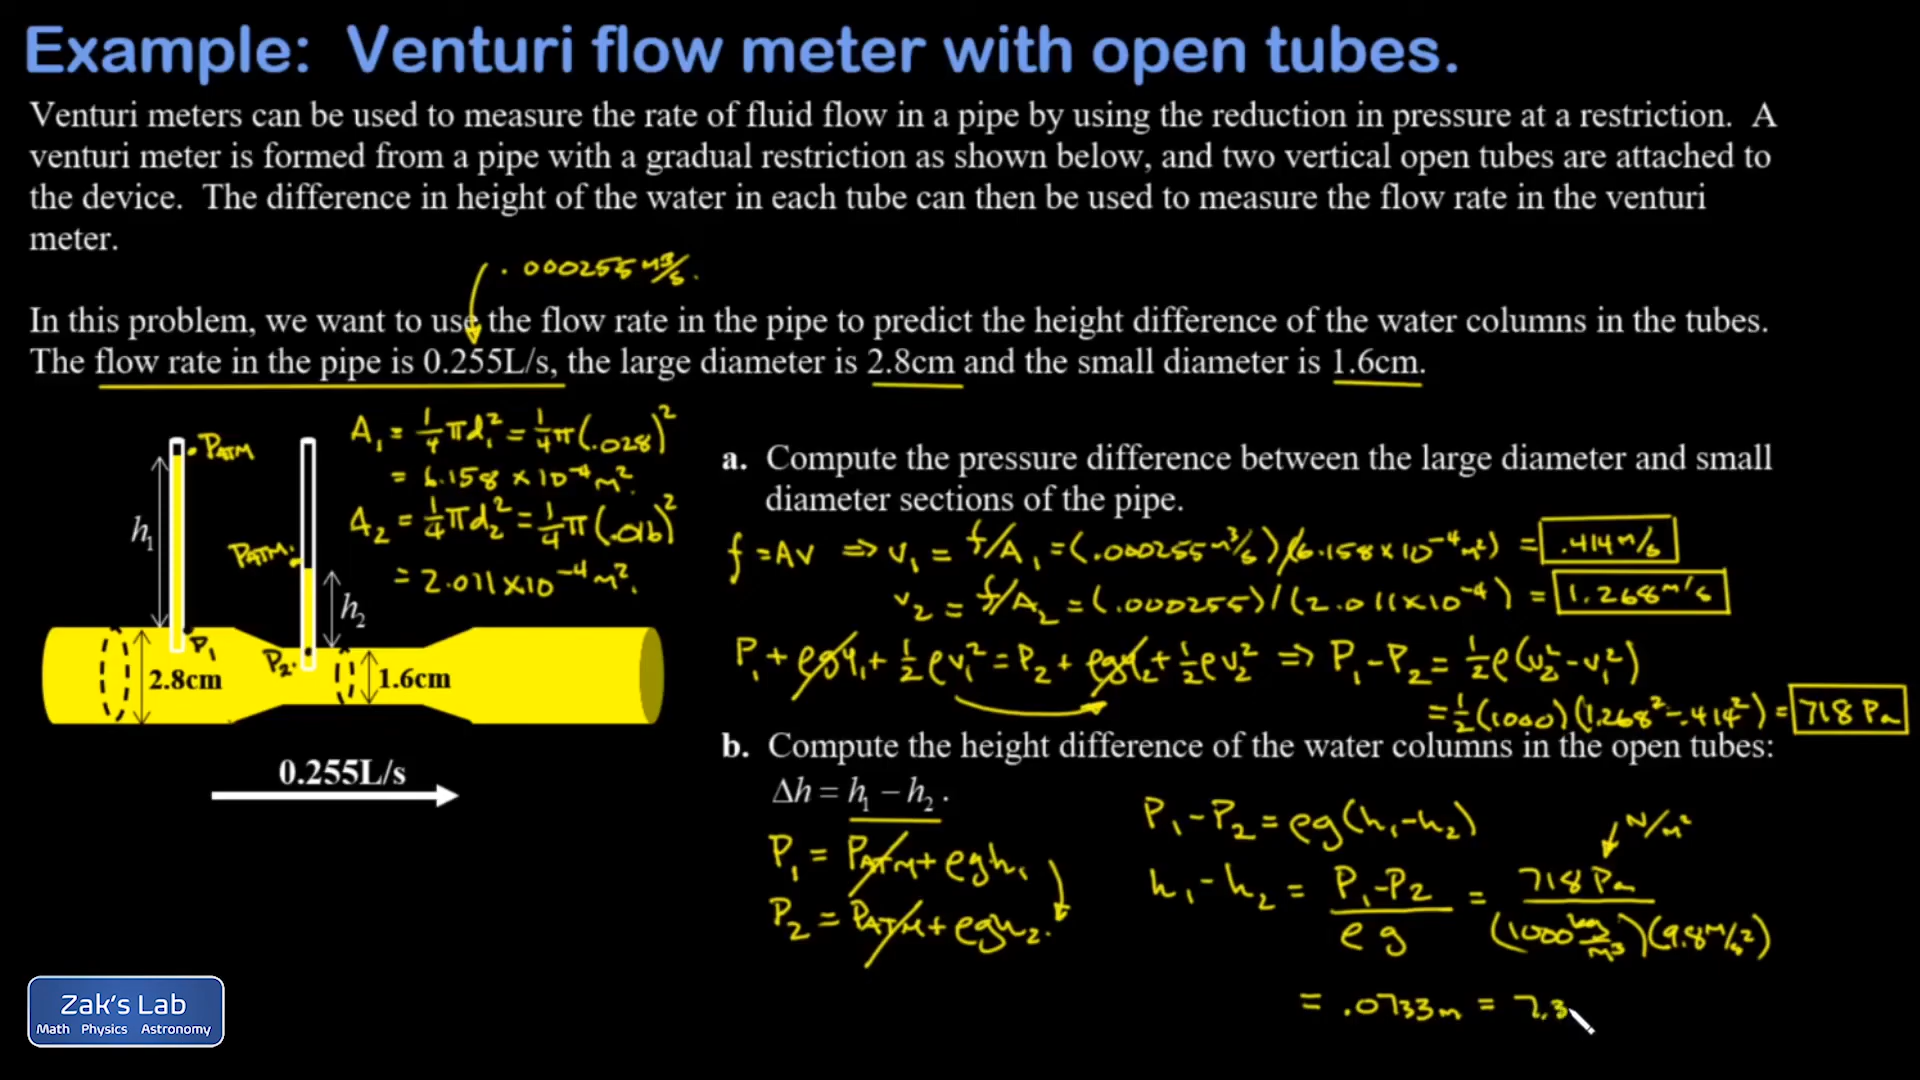 Example: Venturi flow meter with open tubes.
Venturi meters can be used to measure the rate of fluid flow in a pipe by using the reduction in pressure at a restriction. A
venturi meter is formed from a pipe with a gradual restriction as shown below, and two vertical open tubes are attached to
the device. The difference in height of the water in each tube can then be used to measure the flow rate in the venturi
meter.
.000255 m³/s.
In this problem, we want to use the flow rate in the pipe to predict the height difference of the water columns in the tubes.
The flow rate in the pipe is 0.255L/s, the large diameter is 2.8cm and the small diameter is 1.6cm.
A₁ = ¼πd₁² = ¼π(.028)²
= 6.158 × 10⁻⁴ m².
A₂ = ¼πd₂² = ¼π(.016)²
= 2.011 × 10⁻⁴ m².
P_ATM
h₁
P_ATM
h₂
P₁
P₂
2.8cm
1.6cm
0.255L/s
a. Compute the pressure difference between the large diameter and small
diameter sections of the pipe.
f = Av ⇒ v₁ = f/A₁ = (.000255 m³/s)/(6.158×10⁻⁴ m²) = .414 m/s
v₂ = f/A₂ = (.000255)/(2.011×10⁻⁴) = 1.268 m/s
P₁ + ρgy₁ + ½ρv₁² = P₂ + ρgy₂ + ½ρv₂² ⇒ P₁ - P₂ = ½ρ(v₂² - v₁²)
= ½(1000)(1.268² - .414²) = 718 Pa
b. Compute the height difference of the water columns in the open tubes:
Δh = h₁ − h₂.
P₁ = P_ATM + ρgh₁
P₂ = P_ATM + ρgh₂.
P₁ - P₂ = ρg(h₁ - h₂)
N/m²
h₁ - h₂ = (P₁ - P₂)/(ρg) = 718 Pa/((1000 kg/m³)(9.8 m/s²))
= .0733 m = 7.3
Zak's Lab
Math Physics Astronomy